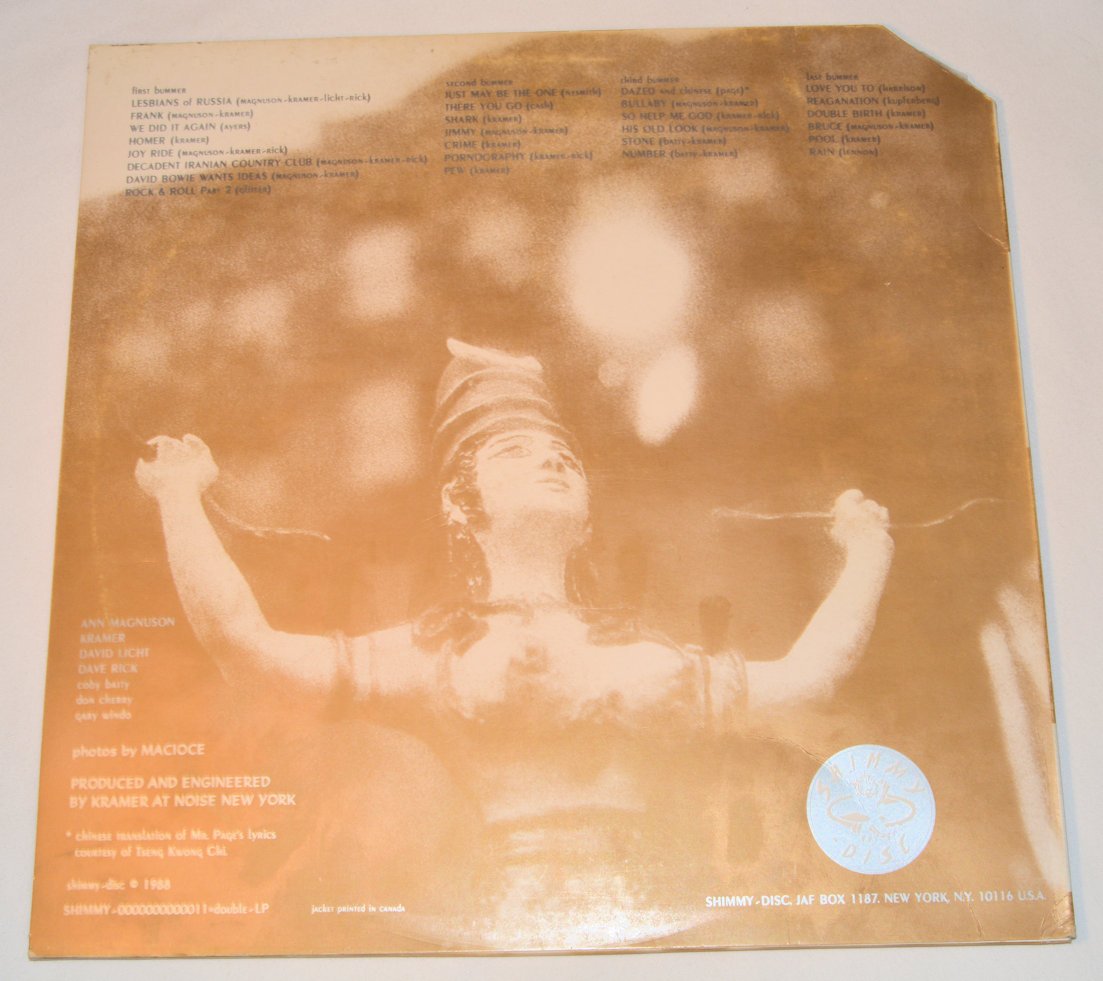 first bummer
LESBIANS of RUSSIA (MAGNUSON-KRAMER-licht-rick)
FRANK (MAGNUSON-KRAMER)
WE DID IT AGAIN (AYERS)
HOMER (KRAMER)
JOY RIDE (MAGNUSON-KRAMER-rick)
DECADENT IRANIAN COUNTRY CLUB (MAGNUSON-KRAMER-rick)
DAVID BOWIE WANTS IDEAS (MAGNUSON-KRAMER)
ROCK & ROLL PART 2 (GLITTER)
second bummer
JUST MAY BE THE ONE (NESMITH)
THERE YOU GO (CASH)
SHARK (KRAMER)
JIMMY (MAGNUSON-KRAMER)
CRIME (KRAMER)
PORNOGRAPHY (KRAMER-rick)
PEW (KRAMER)
third bummer
DAZED and chinese (PAGE)*
BULLABY (MAGNUSON-KRAMER)
SO HELP ME GOD (KRAMER-rick)
HIS OLD LOOK (MAGNUSON-KRAMER)
STONE (batty-KRAMER)
NUMBER (batty-KRAMER)
last bummer
LOVE YOU TO (HARRISON)
REAGANATION (kupferberg)
DOUBLE BIRTH (KRAMER)
BRUCE (MAGNUSON-KRAMER)
POOL (KRAMER)
RAIN (LENNON)
ANN MAGNUSON
KRAMER
DAVID LICHT
DAVE RICK
coby batty
don cherry
gary windo
photos by MACIOCE
PRODUCED AND ENGINEERED
BY KRAMER AT NOISE NEW YORK
* chinese translation of Mr. Page's lyrics
courtesy of Tseng Kwong Chi.
shimmy-disc © 1988
SHIMMY-0000000000011=double-LP
JACKET PRINTED IN CANADA
SHIMMY
DISC
SHIMMY-DISC, JAF BOX 1187, NEW YORK, N.Y. 10116 U.S.A.